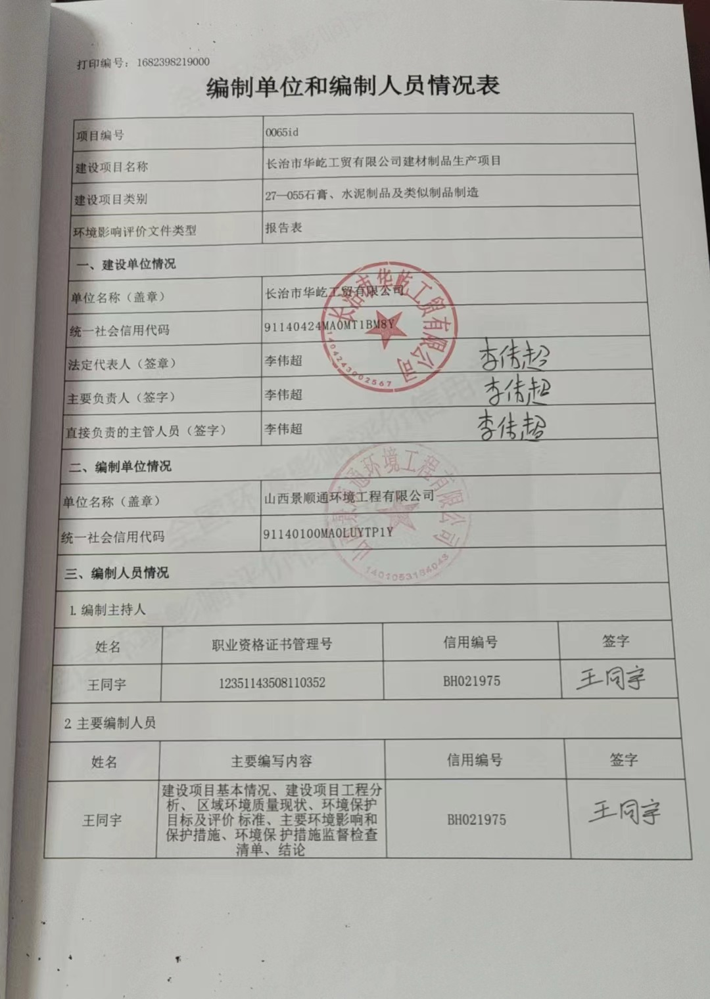 打印编号：1682398219000
编制单位和编制人员情况表
项目编号 0065id
建设项目名称 长治市华屹工贸有限公司建材制品生产项目
建设项目类别 27—055石膏、水泥制品及类似制品制造
环境影响评价文件类型 报告表
一、建设单位情况
单位名称（盖章） 长治市华屹工贸有限公司
统一社会信用代码 91140424MA0MT1BM8Y
法定代表人（签章） 李伟超 李伟超
主要负责人（签字） 李伟超 李伟超
直接负责的主管人员（签字） 李伟超 李伟超
长治市华屹工贸有限公司
1404243002567
二、编制单位情况
单位名称（盖章） 山西景顺通环境工程有限公司
统一社会信用代码 91140100MA0LUYTP1Y
山西景顺通环境工程有限公司
1401053184043
三、编制人员情况
1. 编制主持人
姓名 职业资格证书管理号 信用编号 签字
王同宇 12351143508110352 BH021975 王同宇
2. 主要编制人员
姓名 主要编写内容 信用编号 签字
王同宇 建设项目基本情况、建设项目工程分
析、 区域环境质量现状、环境保护
目标及评价 标准、主要环境影响和
保护措施、环境保 护措施监督检查
清单、结论
BH021975 王同宇